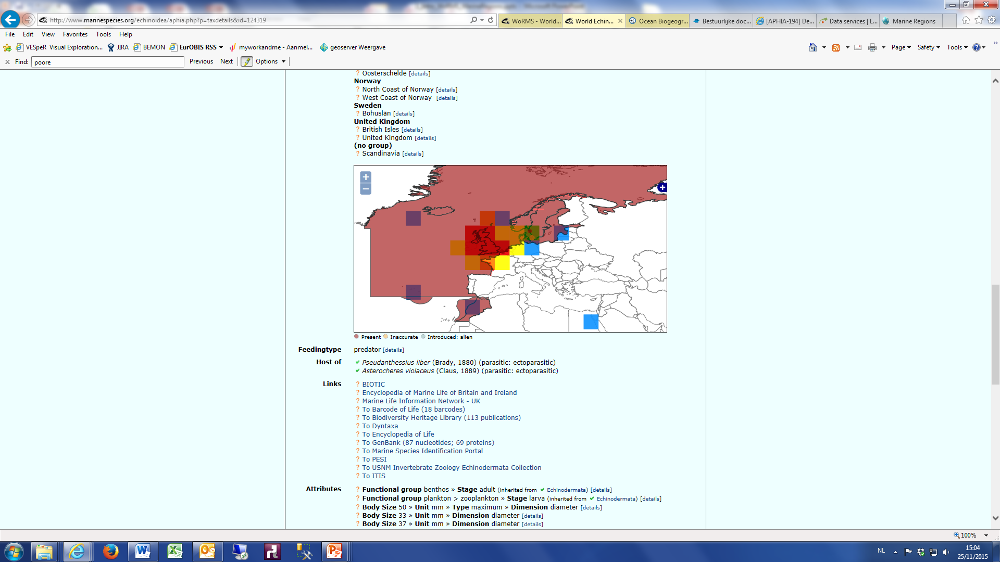 http://www.marinespecies.org/echinoidea/aphia.php?p=taxdetails&id=124319
WoRMS - World...
World Echin...
Ocean Biogeogr...
Bestuurlijke doc...
[APHIA-194] De...
Data services | L...
Marine Regions
File Edit View Favorites Tools Help
VESpeR Visual Exploration...
JIRA
BEMON
EurOBIS RSS
myworkandme - Aanmel...
geoserver Weergave
Page Safety Tools
x Find: poore Previous Next Options
? Oosterschelde [details]
Norway
? North Coast of Norway [details]
? West Coast of Norway [details]
Sweden
? Bohuslän [details]
United Kingdom
? British Isles [details]
? United Kingdom [details]
(no group)
? Scandinavia [details]
+
−
+
Present Inaccurate Introduced: alien
Feedingtype predator [details]
Host of Pseudanthessius liber (Brady, 1880) (parasitic: ectoparasitic)
Asterocheres violaceus (Claus, 1889) (parasitic: ectoparasitic)
Links ? BIOTIC
? Encyclopedia of Marine Life of Britain and Ireland
? Marine Life Information Network - UK
? To Barcode of Life (18 barcodes)
? To Biodiversity Heritage Library (113 publications)
? To Dyntaxa
? To Encyclopedia of Life
? To GenBank (87 nucleotides; 69 proteins)
? To Marine Species Identification Portal
? To PESI
? To USNM Invertebrate Zoology Echinodermata Collection
? To ITIS
Attributes ? Functional group benthos » Stage adult (inherited from Echinodermata) [details]
? Functional group plankton > zooplankton » Stage larva (inherited from Echinodermata) [details]
? Body Size 50 » Unit mm » Type maximum » Dimension diameter [details]
? Body Size 33 » Unit mm » Dimension diameter [details]
? Body Size 37 » Unit mm » Dimension diameter [details]
100%
NL
15:04
25/11/2015